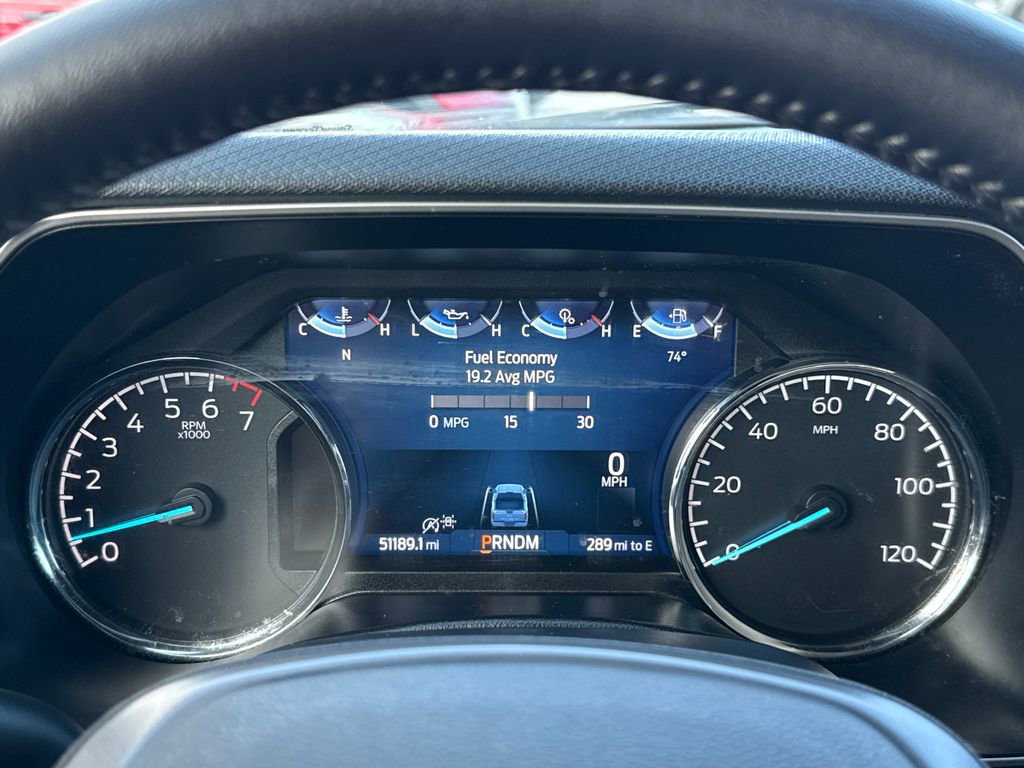 C H L H C H E F
N
74°
Fuel Economy
19.2 Avg MPG
0 MPG 15 30
0
MPH
51189.1 mi
PRNDM
289 mi to E
0 1 2 3 4 5 6 7
RPM
x1000
0 20 40 60 80 100 120
MPH